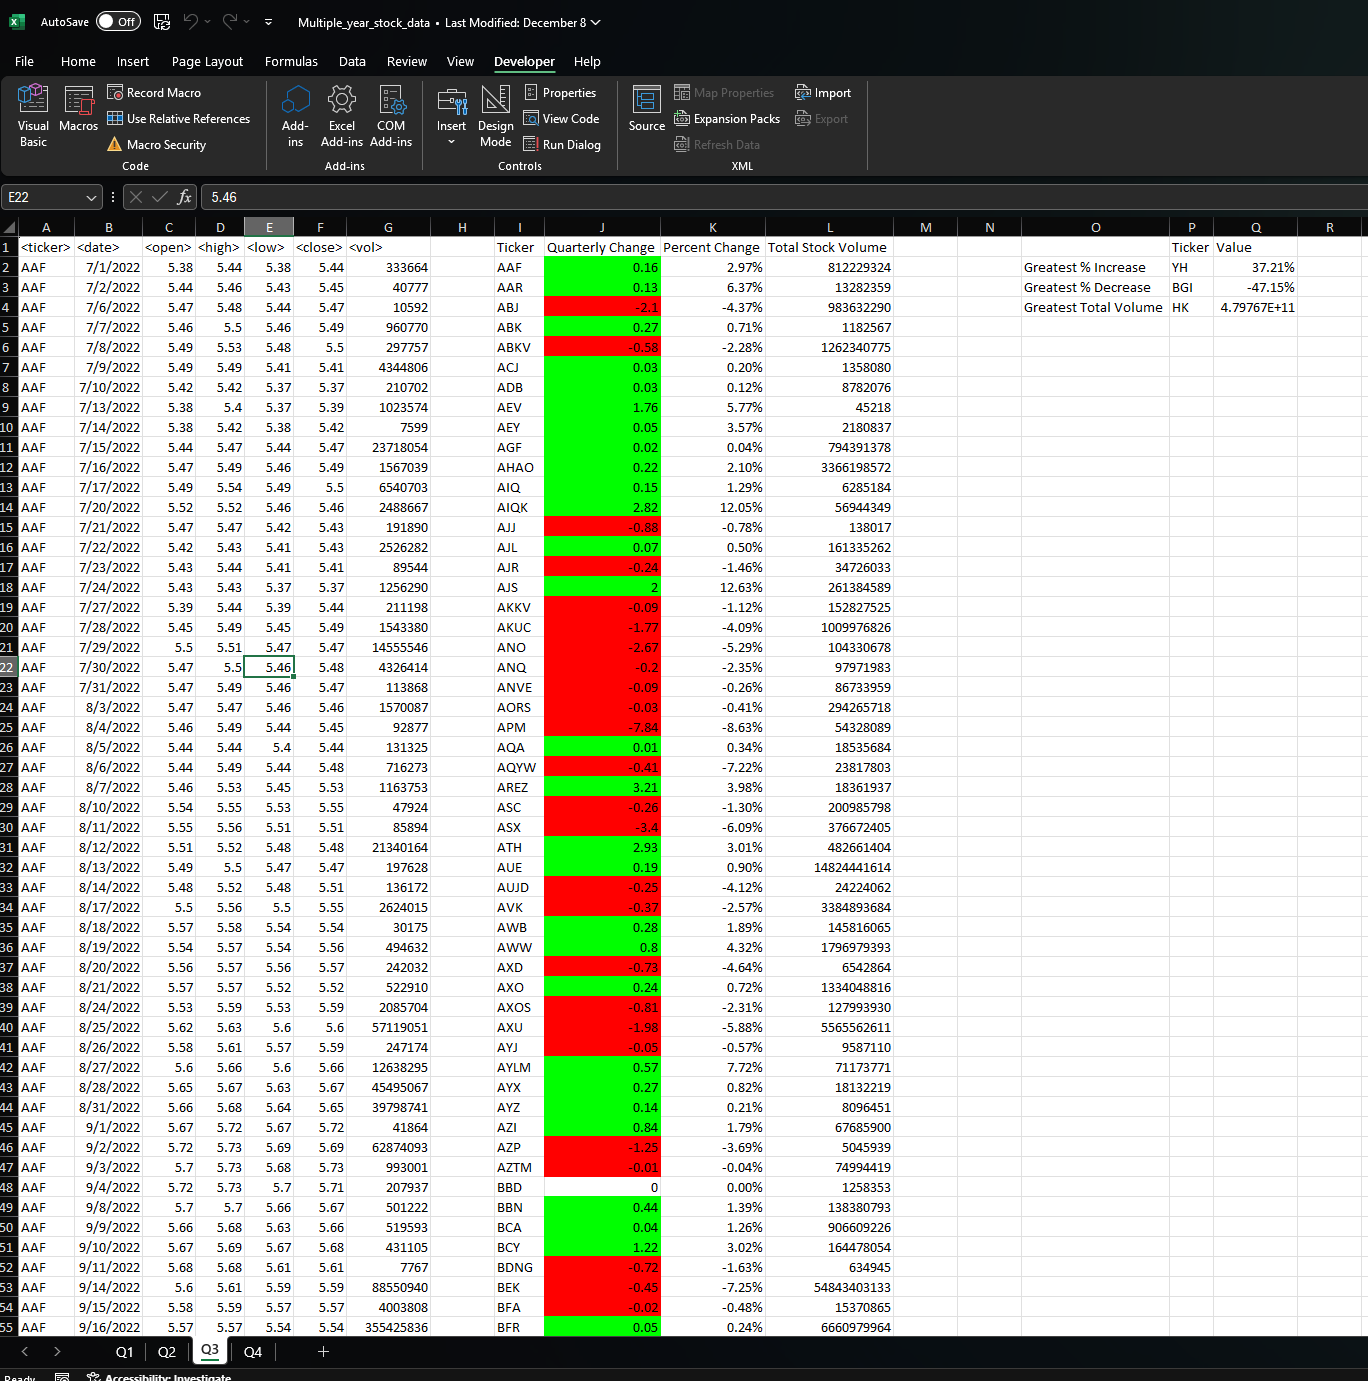 AutoSave Off Multiple_year_stock_data • Last Modified: December 8
File Home Insert Page Layout Formulas Data Review View Developer Help
Visual Basic Macros Record Macro Use Relative References Macro Security Code
Add-ins Excel Add-ins COM Add-ins Add-ins
Insert Design Mode Properties View Code Run Dialog Controls
Source Map Properties Expansion Packs Refresh Data Import Export XML
E22 fx 5.46
A B C D E F G H I J K L M N O P Q R
1 <ticker> <date> <open> <high> <low> <close> <vol> Ticker Quarterly Change Percent Change Total Stock Volume Ticker Value
2 AAF 7/1/2022 5.38 5.44 5.38 5.44 333664 AAF 0.16 2.97% 812229324 Greatest % Increase YH 37.21%
3 AAF 7/2/2022 5.44 5.46 5.43 5.45 40777 AAR 0.13 6.37% 13282359 Greatest % Decrease BGI -47.15%
4 AAF 7/6/2022 5.47 5.48 5.44 5.47 10592 ABJ -2.1 -4.37% 983632290 Greatest Total Volume HK 4.79767E+11
5 AAF 7/7/2022 5.46 5.5 5.46 5.49 960770 ABK 0.27 0.71% 1182567
6 AAF 7/8/2022 5.49 5.53 5.48 5.5 297757 ABKV -0.58 -2.28% 1262340775
7 AAF 7/9/2022 5.49 5.49 5.41 5.41 4344806 ACJ 0.03 0.20% 1358080
8 AAF 7/10/2022 5.42 5.42 5.37 5.37 210702 ADB 0.03 0.12% 8782076
9 AAF 7/13/2022 5.38 5.4 5.37 5.39 1023574 AEV 1.76 5.77% 45218
10 AAF 7/14/2022 5.38 5.42 5.38 5.42 7599 AEY 0.05 3.57% 2180837
11 AAF 7/15/2022 5.44 5.47 5.44 5.47 23718054 AGF 0.02 0.04% 794391378
12 AAF 7/16/2022 5.47 5.49 5.46 5.49 1567039 AHAO 0.22 2.10% 3366198572
13 AAF 7/17/2022 5.49 5.54 5.49 5.5 6540703 AIQ 0.15 1.29% 6285184
14 AAF 7/20/2022 5.52 5.52 5.46 5.46 2488667 AIQK 2.82 12.05% 56944349
15 AAF 7/21/2022 5.47 5.47 5.42 5.43 191890 AJJ -0.88 -0.78% 138017
16 AAF 7/22/2022 5.42 5.43 5.41 5.43 2526282 AJL 0.07 0.50% 161335262
17 AAF 7/23/2022 5.43 5.44 5.41 5.41 89544 AJR -0.24 -1.46% 34726033
18 AAF 7/24/2022 5.43 5.43 5.37 5.37 1256290 AJS 2 12.63% 261384589
19 AAF 7/27/2022 5.39 5.44 5.39 5.44 211198 AKKV -0.09 -1.12% 152827525
20 AAF 7/28/2022 5.45 5.49 5.45 5.49 1543380 AKUC -1.77 -4.09% 1009976826
21 AAF 7/29/2022 5.5 5.51 5.47 5.47 14555546 ANO -2.67 -5.29% 104330678
22 AAF 7/30/2022 5.47 5.5 5.46 5.48 4326414 ANQ -0.2 -2.35% 97971983
23 AAF 7/31/2022 5.47 5.49 5.46 5.47 113868 ANVE -0.09 -0.26% 86733959
24 AAF 8/3/2022 5.47 5.47 5.46 5.46 1570087 AORS -0.03 -0.41% 294265718
25 AAF 8/4/2022 5.46 5.49 5.44 5.45 92877 APM -7.84 -8.63% 54328089
26 AAF 8/5/2022 5.44 5.44 5.4 5.44 131325 AQA 0.01 0.34% 18535684
27 AAF 8/6/2022 5.44 5.49 5.44 5.48 716273 AQYW -0.41 -7.22% 23817803
28 AAF 8/7/2022 5.46 5.53 5.45 5.53 1163753 AREZ 3.21 3.98% 18361937
29 AAF 8/10/2022 5.54 5.55 5.53 5.55 47924 ASC -0.26 -1.30% 200985798
30 AAF 8/11/2022 5.55 5.56 5.51 5.51 85894 ASX -3.4 -6.09% 376672405
31 AAF 8/12/2022 5.51 5.52 5.48 5.48 21340164 ATH 2.93 3.01% 482661404
32 AAF 8/13/2022 5.49 5.5 5.47 5.47 197628 AUE 0.19 0.90% 14824441614
33 AAF 8/14/2022 5.48 5.52 5.48 5.51 136172 AUJD -0.25 -4.12% 24224062
34 AAF 8/17/2022 5.5 5.56 5.5 5.55 2624015 AVK -0.37 -2.57% 3384893684
35 AAF 8/18/2022 5.57 5.58 5.54 5.54 30175 AWB 0.28 1.89% 145816065
36 AAF 8/19/2022 5.54 5.57 5.54 5.56 494632 AWW 0.8 4.32% 1796979393
37 AAF 8/20/2022 5.56 5.57 5.56 5.57 242032 AXD -0.73 -4.64% 6542864
38 AAF 8/21/2022 5.57 5.57 5.52 5.52 522910 AXO 0.24 0.72% 1334048816
39 AAF 8/24/2022 5.53 5.59 5.53 5.59 2085704 AXOS -0.81 -2.31% 127993930
40 AAF 8/25/2022 5.62 5.63 5.6 5.6 57119051 AXU -1.98 -5.88% 5565562611
41 AAF 8/26/2022 5.58 5.61 5.57 5.59 247174 AYJ -0.05 -0.57% 9587110
42 AAF 8/27/2022 5.6 5.66 5.6 5.66 12638295 AYLM 0.57 7.72% 71173771
43 AAF 8/28/2022 5.65 5.67 5.63 5.67 45495067 AYX 0.27 0.82% 18132219
44 AAF 8/31/2022 5.66 5.68 5.64 5.65 39798741 AYZ 0.14 0.21% 8096451
45 AAF 9/1/2022 5.67 5.72 5.67 5.72 41864 AZI 0.84 1.79% 67685900
46 AAF 9/2/2022 5.72 5.73 5.69 5.69 62874093 AZP -1.25 -3.69% 5045939
47 AAF 9/3/2022 5.7 5.73 5.68 5.73 993001 AZTM -0.01 -0.04% 74994419
48 AAF 9/4/2022 5.72 5.73 5.7 5.71 207937 BBD 0 0.00% 1258353
49 AAF 9/8/2022 5.7 5.7 5.66 5.67 501222 BBN 0.44 1.39% 138380793
50 AAF 9/9/2022 5.66 5.68 5.63 5.66 519593 BCA 0.04 1.26% 906609226
51 AAF 9/10/2022 5.67 5.69 5.67 5.68 431105 BCY 1.22 3.02% 164478054
52 AAF 9/11/2022 5.68 5.68 5.61 5.61 7767 BDNG -0.72 -1.63% 634945
53 AAF 9/14/2022 5.6 5.61 5.59 5.59 88550940 BEK -0.45 -7.25% 54843403133
54 AAF 9/15/2022 5.58 5.59 5.57 5.57 4003808 BFA -0.02 -0.48% 15370865
55 AAF 9/16/2022 5.57 5.57 5.54 5.54 355425836 BFR 0.05 0.24% 6660979964
Q1 Q2 Q3 Q4
Ready Accessibility: Investigate